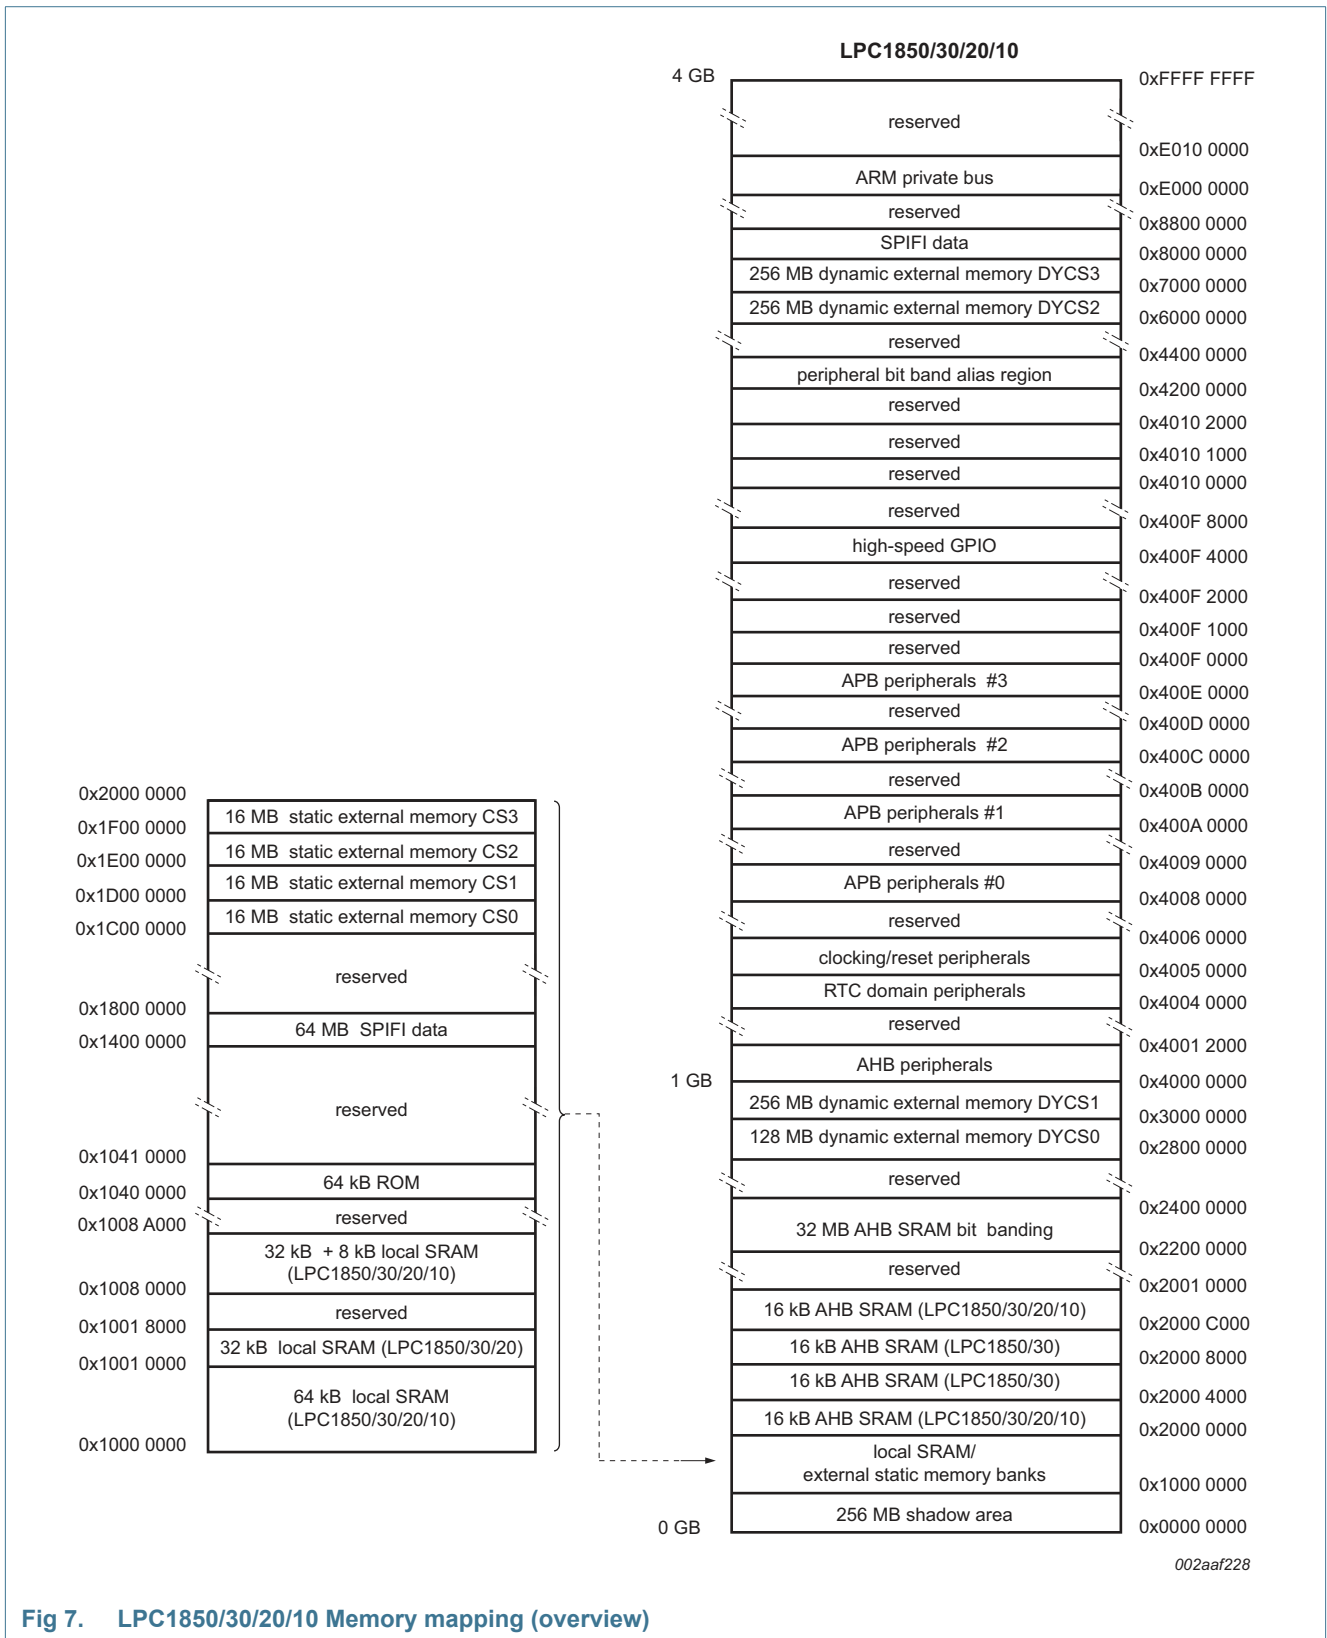 LPC1850/30/20/10
4 GB
0xFFFF FFFF
reserved
0xE010 0000
ARM private bus
0xE000 0000
reserved
0x8800 0000
SPIFI data
0x8000 0000
256 MB dynamic external memory DYCS3
0x7000 0000
256 MB dynamic external memory DYCS2
0x6000 0000
reserved
0x4400 0000
peripheral bit band alias region
0x4200 0000
reserved
0x4010 2000
reserved
0x4010 1000
reserved
0x4010 0000
reserved
0x400F 8000
high-speed GPIO
0x400F 4000
reserved
0x400F 2000
reserved
0x400F 1000
reserved
0x400F 0000
APB peripherals #3
0x400E 0000
reserved
0x400D 0000
APB peripherals #2
0x400C 0000
reserved
0x400B 0000
APB peripherals #1
0x400A 0000
reserved
0x4009 0000
APB peripherals #0
0x4008 0000
reserved
0x4006 0000
clocking/reset peripherals
0x4005 0000
RTC domain peripherals
0x4004 0000
reserved
0x4001 2000
AHB peripherals
1 GB
0x4000 0000
256 MB dynamic external memory DYCS1
0x3000 0000
128 MB dynamic external memory DYCS0
0x2800 0000
reserved
0x2400 0000
32 MB AHB SRAM bit banding
0x2200 0000
reserved
0x2001 0000
16 kB AHB SRAM (LPC1850/30/20/10)
0x2000 C000
16 kB AHB SRAM (LPC1850/30)
0x2000 8000
16 kB AHB SRAM (LPC1850/30)
0x2000 4000
16 kB AHB SRAM (LPC1850/30/20/10)
0x2000 0000
local SRAM/
external static memory banks
0x1000 0000
256 MB shadow area
0 GB
0x0000 0000
0x2000 0000
16 MB static external memory CS3
0x1F00 0000
16 MB static external memory CS2
0x1E00 0000
16 MB static external memory CS1
0x1D00 0000
16 MB static external memory CS0
0x1C00 0000
reserved
0x1800 0000
64 MB SPIFI data
0x1400 0000
reserved
0x1041 0000
64 kB ROM
0x1040 0000
reserved
0x1008 A000
32 kB + 8 kB local SRAM
(LPC1850/30/20/10)
0x1008 0000
reserved
0x1001 8000
32 kB local SRAM (LPC1850/30/20)
0x1001 0000
64 kB local SRAM
(LPC1850/30/20/10)
0x1000 0000
002aaf228
Fig 7. LPC1850/30/20/10 Memory mapping (overview)